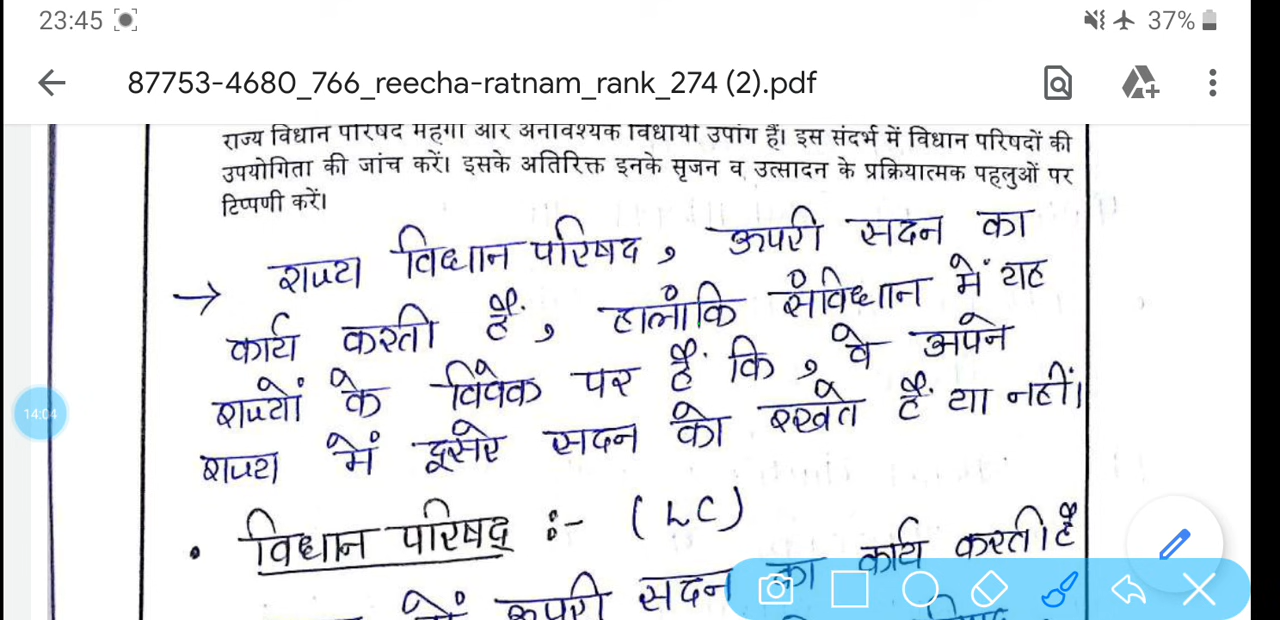 23:45
37%
87753-4680_766_reecha-ratnam_rank_274 (2).pdf
राज्य विधान परिषद महंगी और अनावश्यक विधायी उपांग हैं। इस संदर्भ में विधान परिषदों की
उपयोगिता की जांच करें। इसके अतिरिक्त इनके सृजन व उत्सादन के प्रक्रियात्मक पहलुओं पर
टिप्पणी करें।
→ राज्य विधान परिषद, ऊपरी सदन का
कार्य करती हैं, हालांकि संविधान में यह
राज्यों के विवेक पर है कि, वे अपने
राज्य में दूसरे सदन को रखते हैं या नहीं।
14:04
• विधान परिषद् :- (LC)
ऊपरी सदन का कार्य करती है